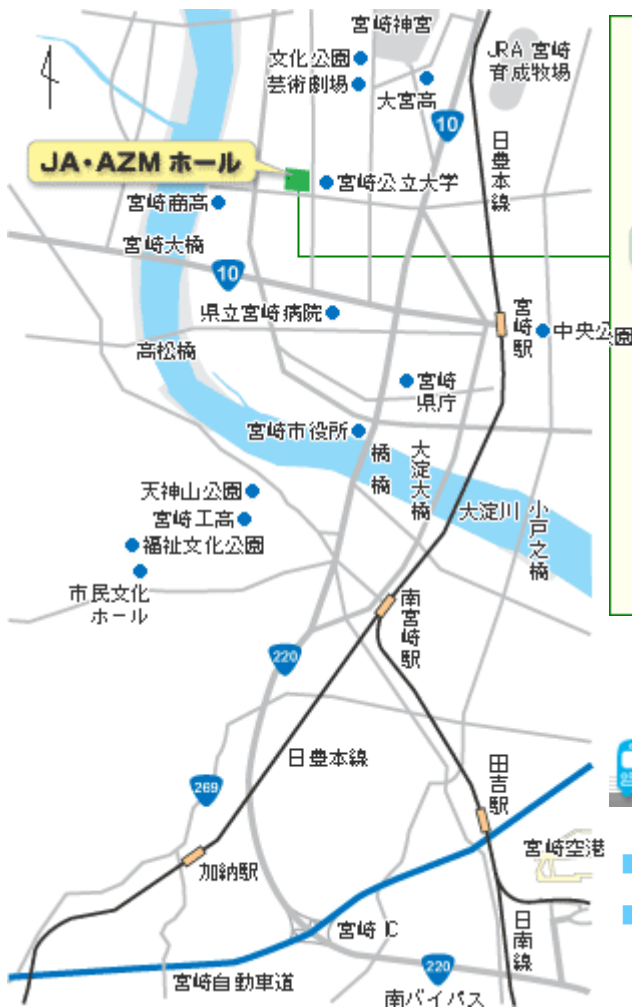 宮崎神宮
文化公園
芸術劇場
大宮高
JRA 宮崎
育成牧場
10
日豊本線
JA・AZM ホール
宮崎公立大学
宮崎商高
宮崎大橋
10
県立宮崎病院
宮崎駅
中央公園
高松橋
宮崎
県庁
宮崎市役所
橘橋
大淀大橋
大淀川
小戸之橋
天神山公園
宮崎工高
福祉文化公園
市民文化
ホール
南宮崎駅
220
日豊本線
269
田吉駅
加納駅
宮崎空港
宮崎 IC
日南線
220
宮崎自動車道
南バイパス